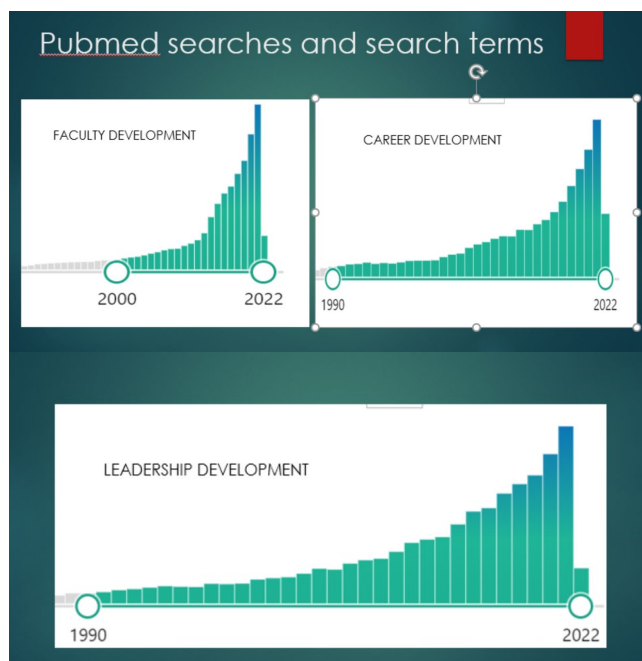 Pubmed searches and search terms
FACULTY DEVELOPMENT
2000 2022
CAREER DEVELOPMENT
1990 2022
LEADERSHIP DEVELOPMENT
1990 2022